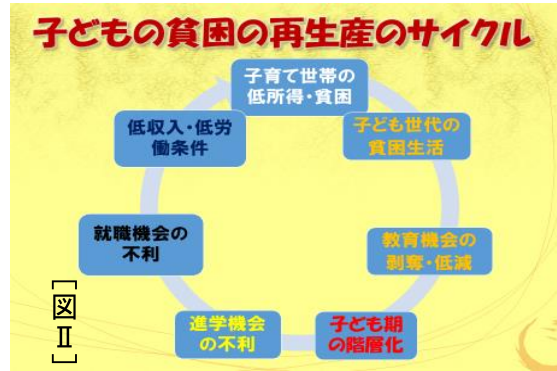 子どもの貧困の再生産のサイクル
子育て世帯の
低所得・貧困
子ども世代の
貧困生活
教育機会の
剥奪・低減
子ども期
の階層化
進学機会
の不利
就職機会の
不利
低収入・低労
働条件
[図Ⅱ]